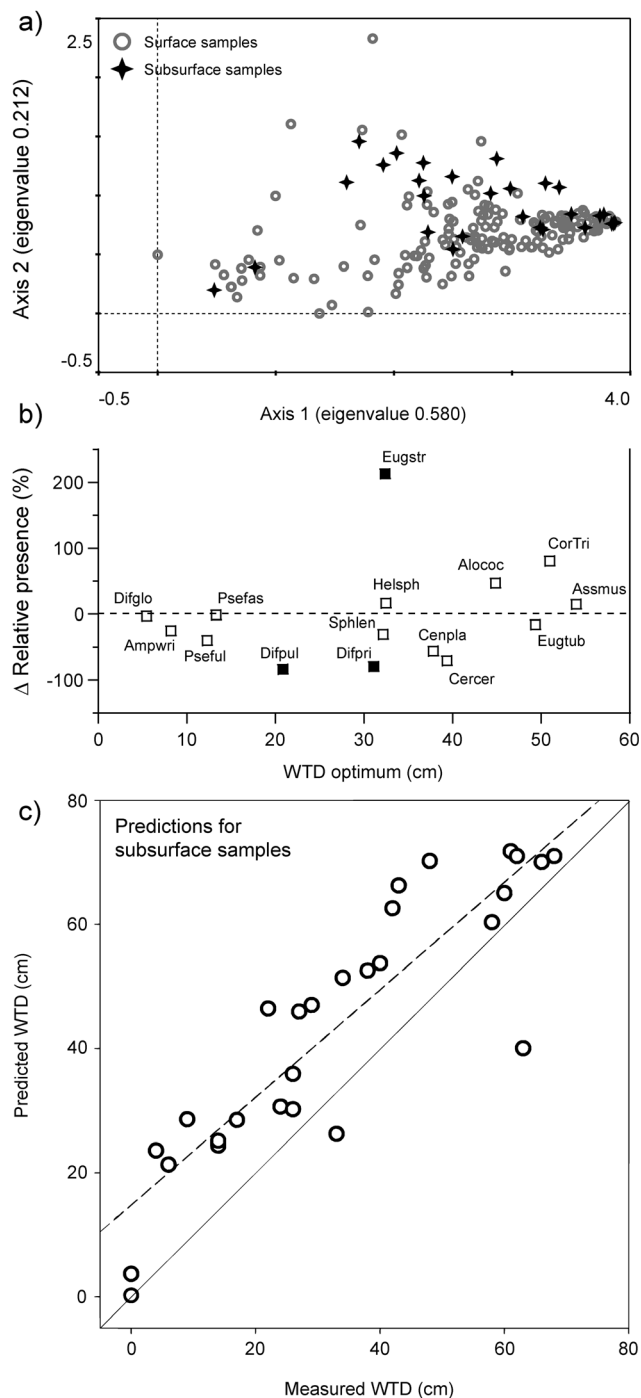 a)
2.5
Surface samples
Subsurface samples
Axis 2 (eigenvalue 0.212)
-0.5
-0.5
4.0
Axis 1 (eigenvalue 0.580)
b)
Δ Relative presence (%)
200
100
0
-100
Eugstr
CorTri
Alococ
Assmus
Helsph
Difglo
Psefas
Sphlen
Ampwri
Pseful
Difpul
Difpri
Cenpla
Cercer
Eugtub
0 10 20 30 40 50 60
WTD optimum (cm)
c)
80
Predictions for
subsurface samples
60
Predicted WTD (cm)
40
20
0
0 20 40 60 80
Measured WTD (cm)